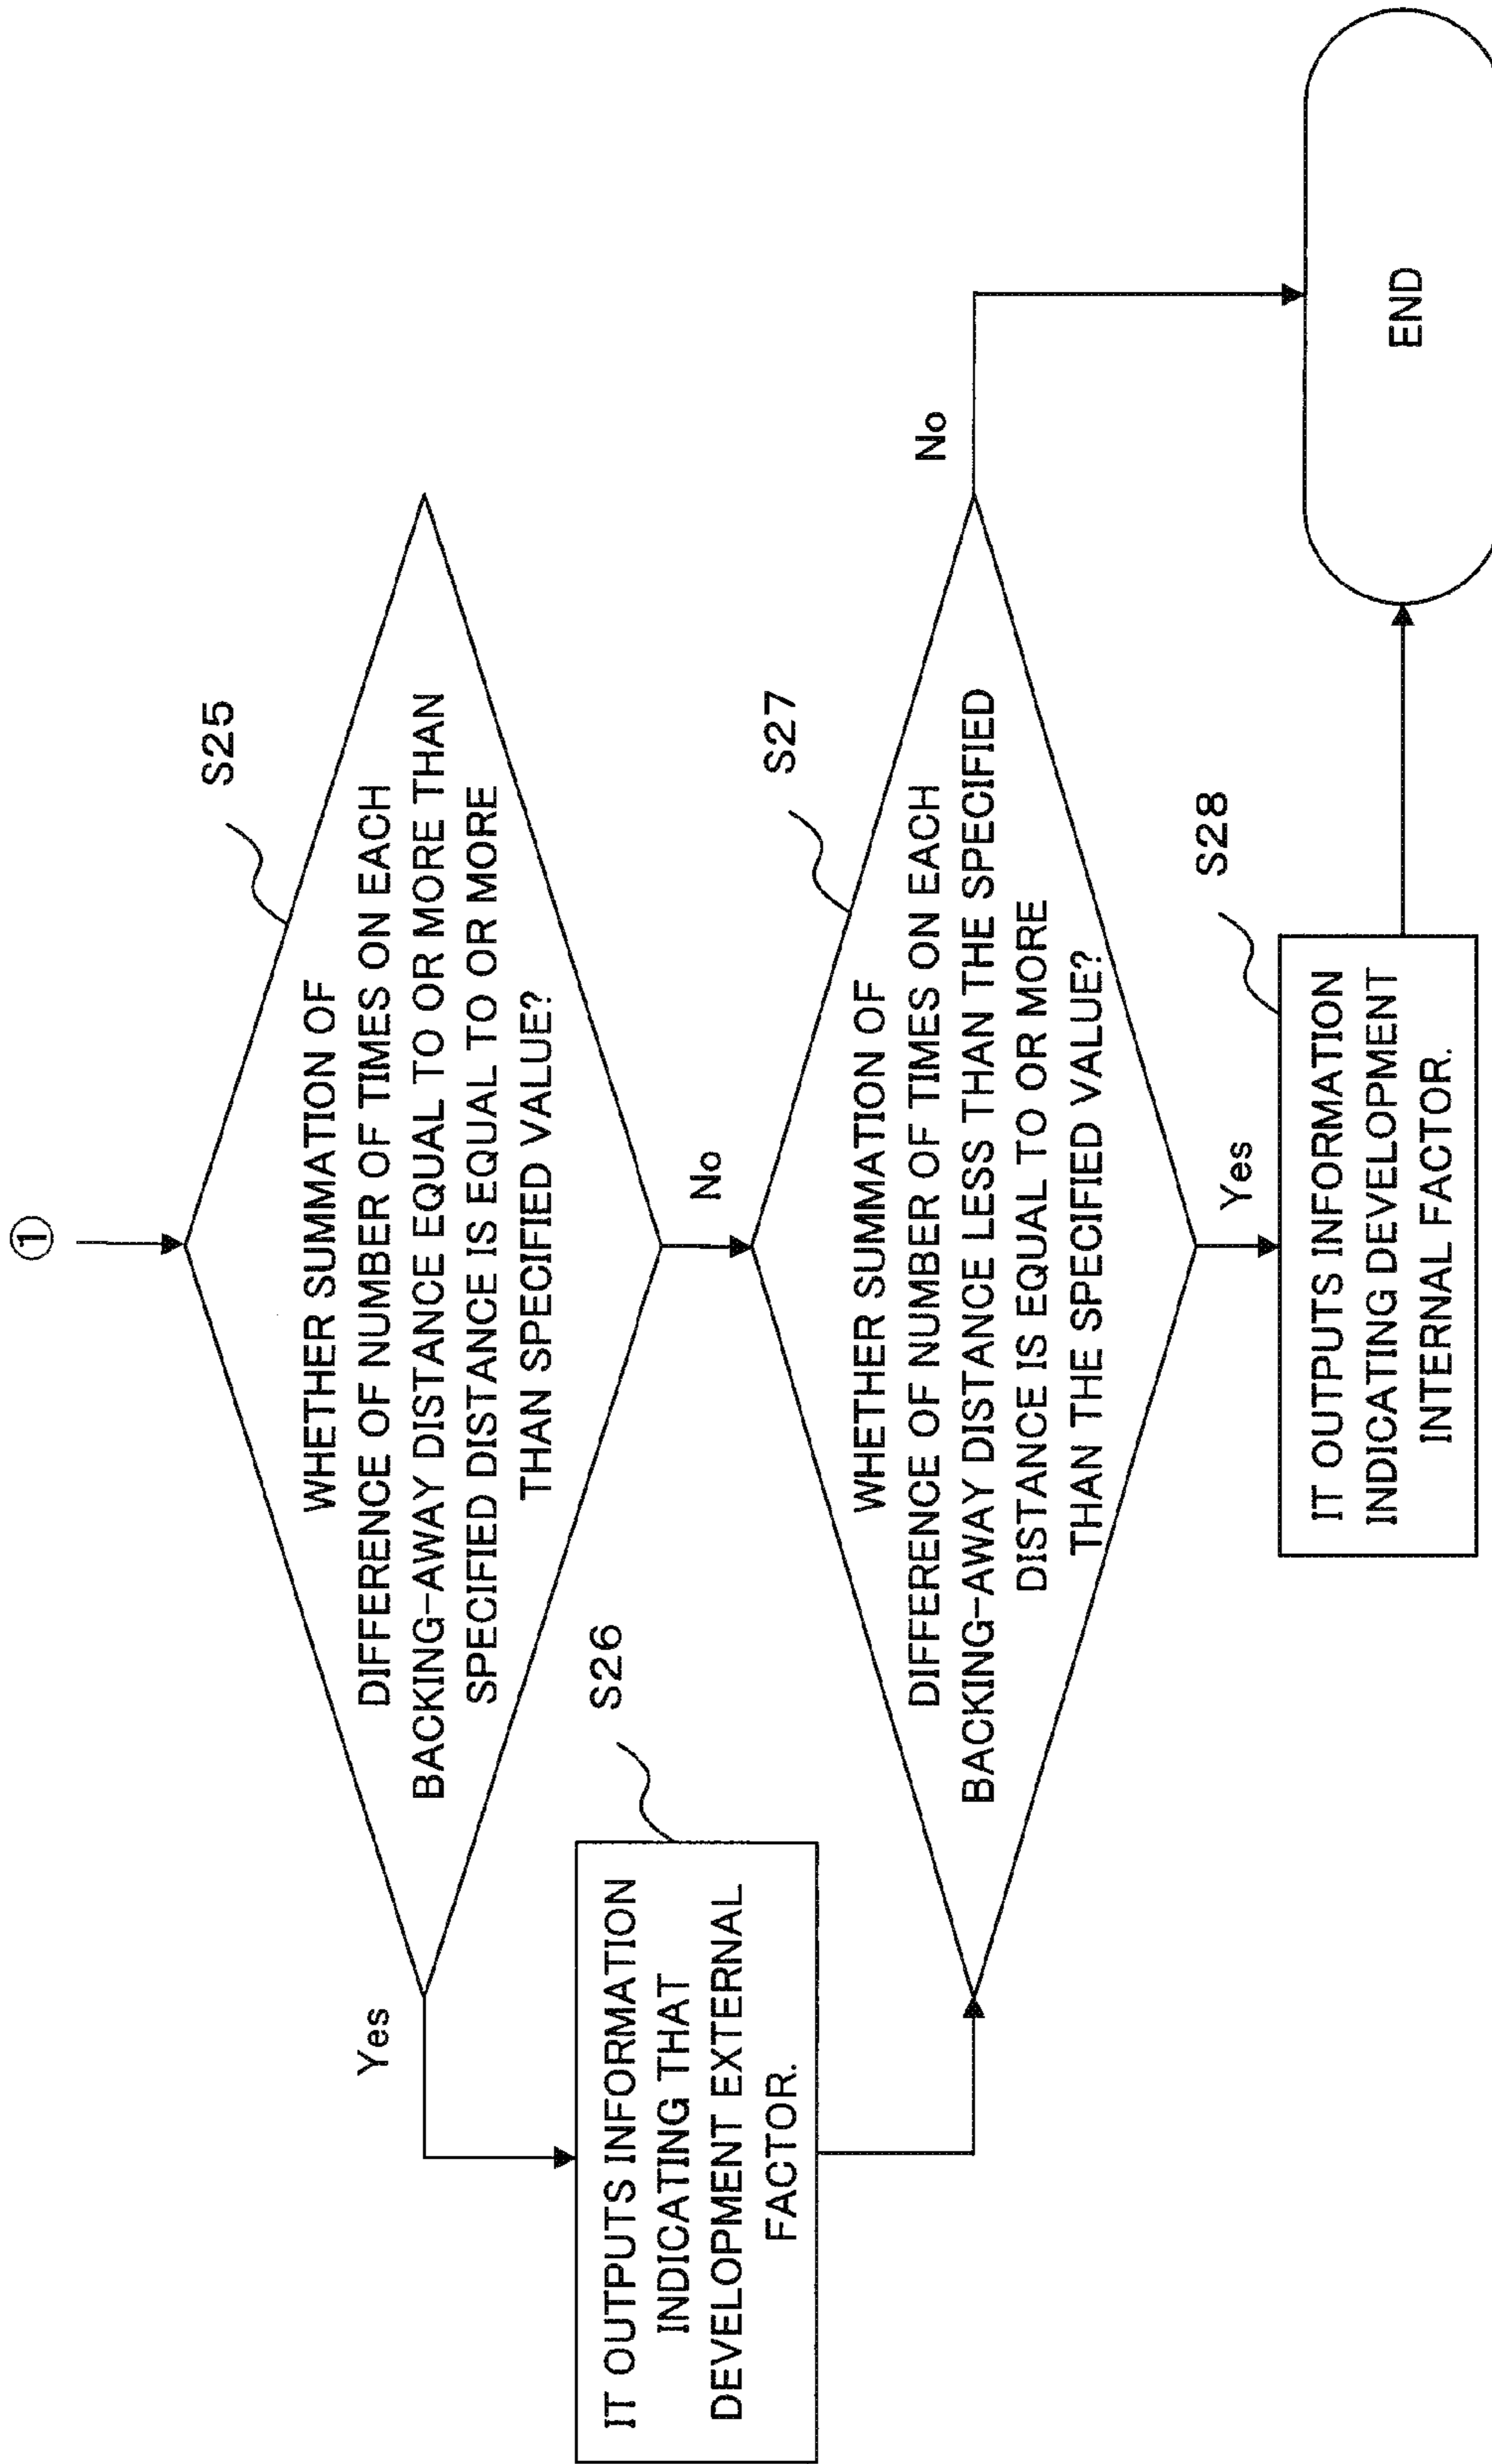 ①
S25
WHETHER SUMMATION OF
DIFFERENCE OF NUMBER OF TIMES ON EACH
BACKING-AWAY DISTANCE EQUAL TO OR MORE THAN
SPECIFIED DISTANCE IS EQUAL TO OR MORE
THAN SPECIFIED VALUE?
Yes
S26
IT OUTPUTS INFORMATION
INDICATING THAT
DEVELOPMENT EXTERNAL
FACTOR.
No
S27
WHETHER SUMMATION OF
DIFFERENCE OF NUMBER OF TIMES ON EACH
BACKING-AWAY DISTANCE LESS THAN THE SPECIFIED
DISTANCE IS EQUAL TO OR MORE
THAN THE SPECIFIED VALUE?
No
Yes
S28
IT OUTPUTS INFORMATION
INDICATING DEVELOPMENT
INTERNAL FACTOR.
END